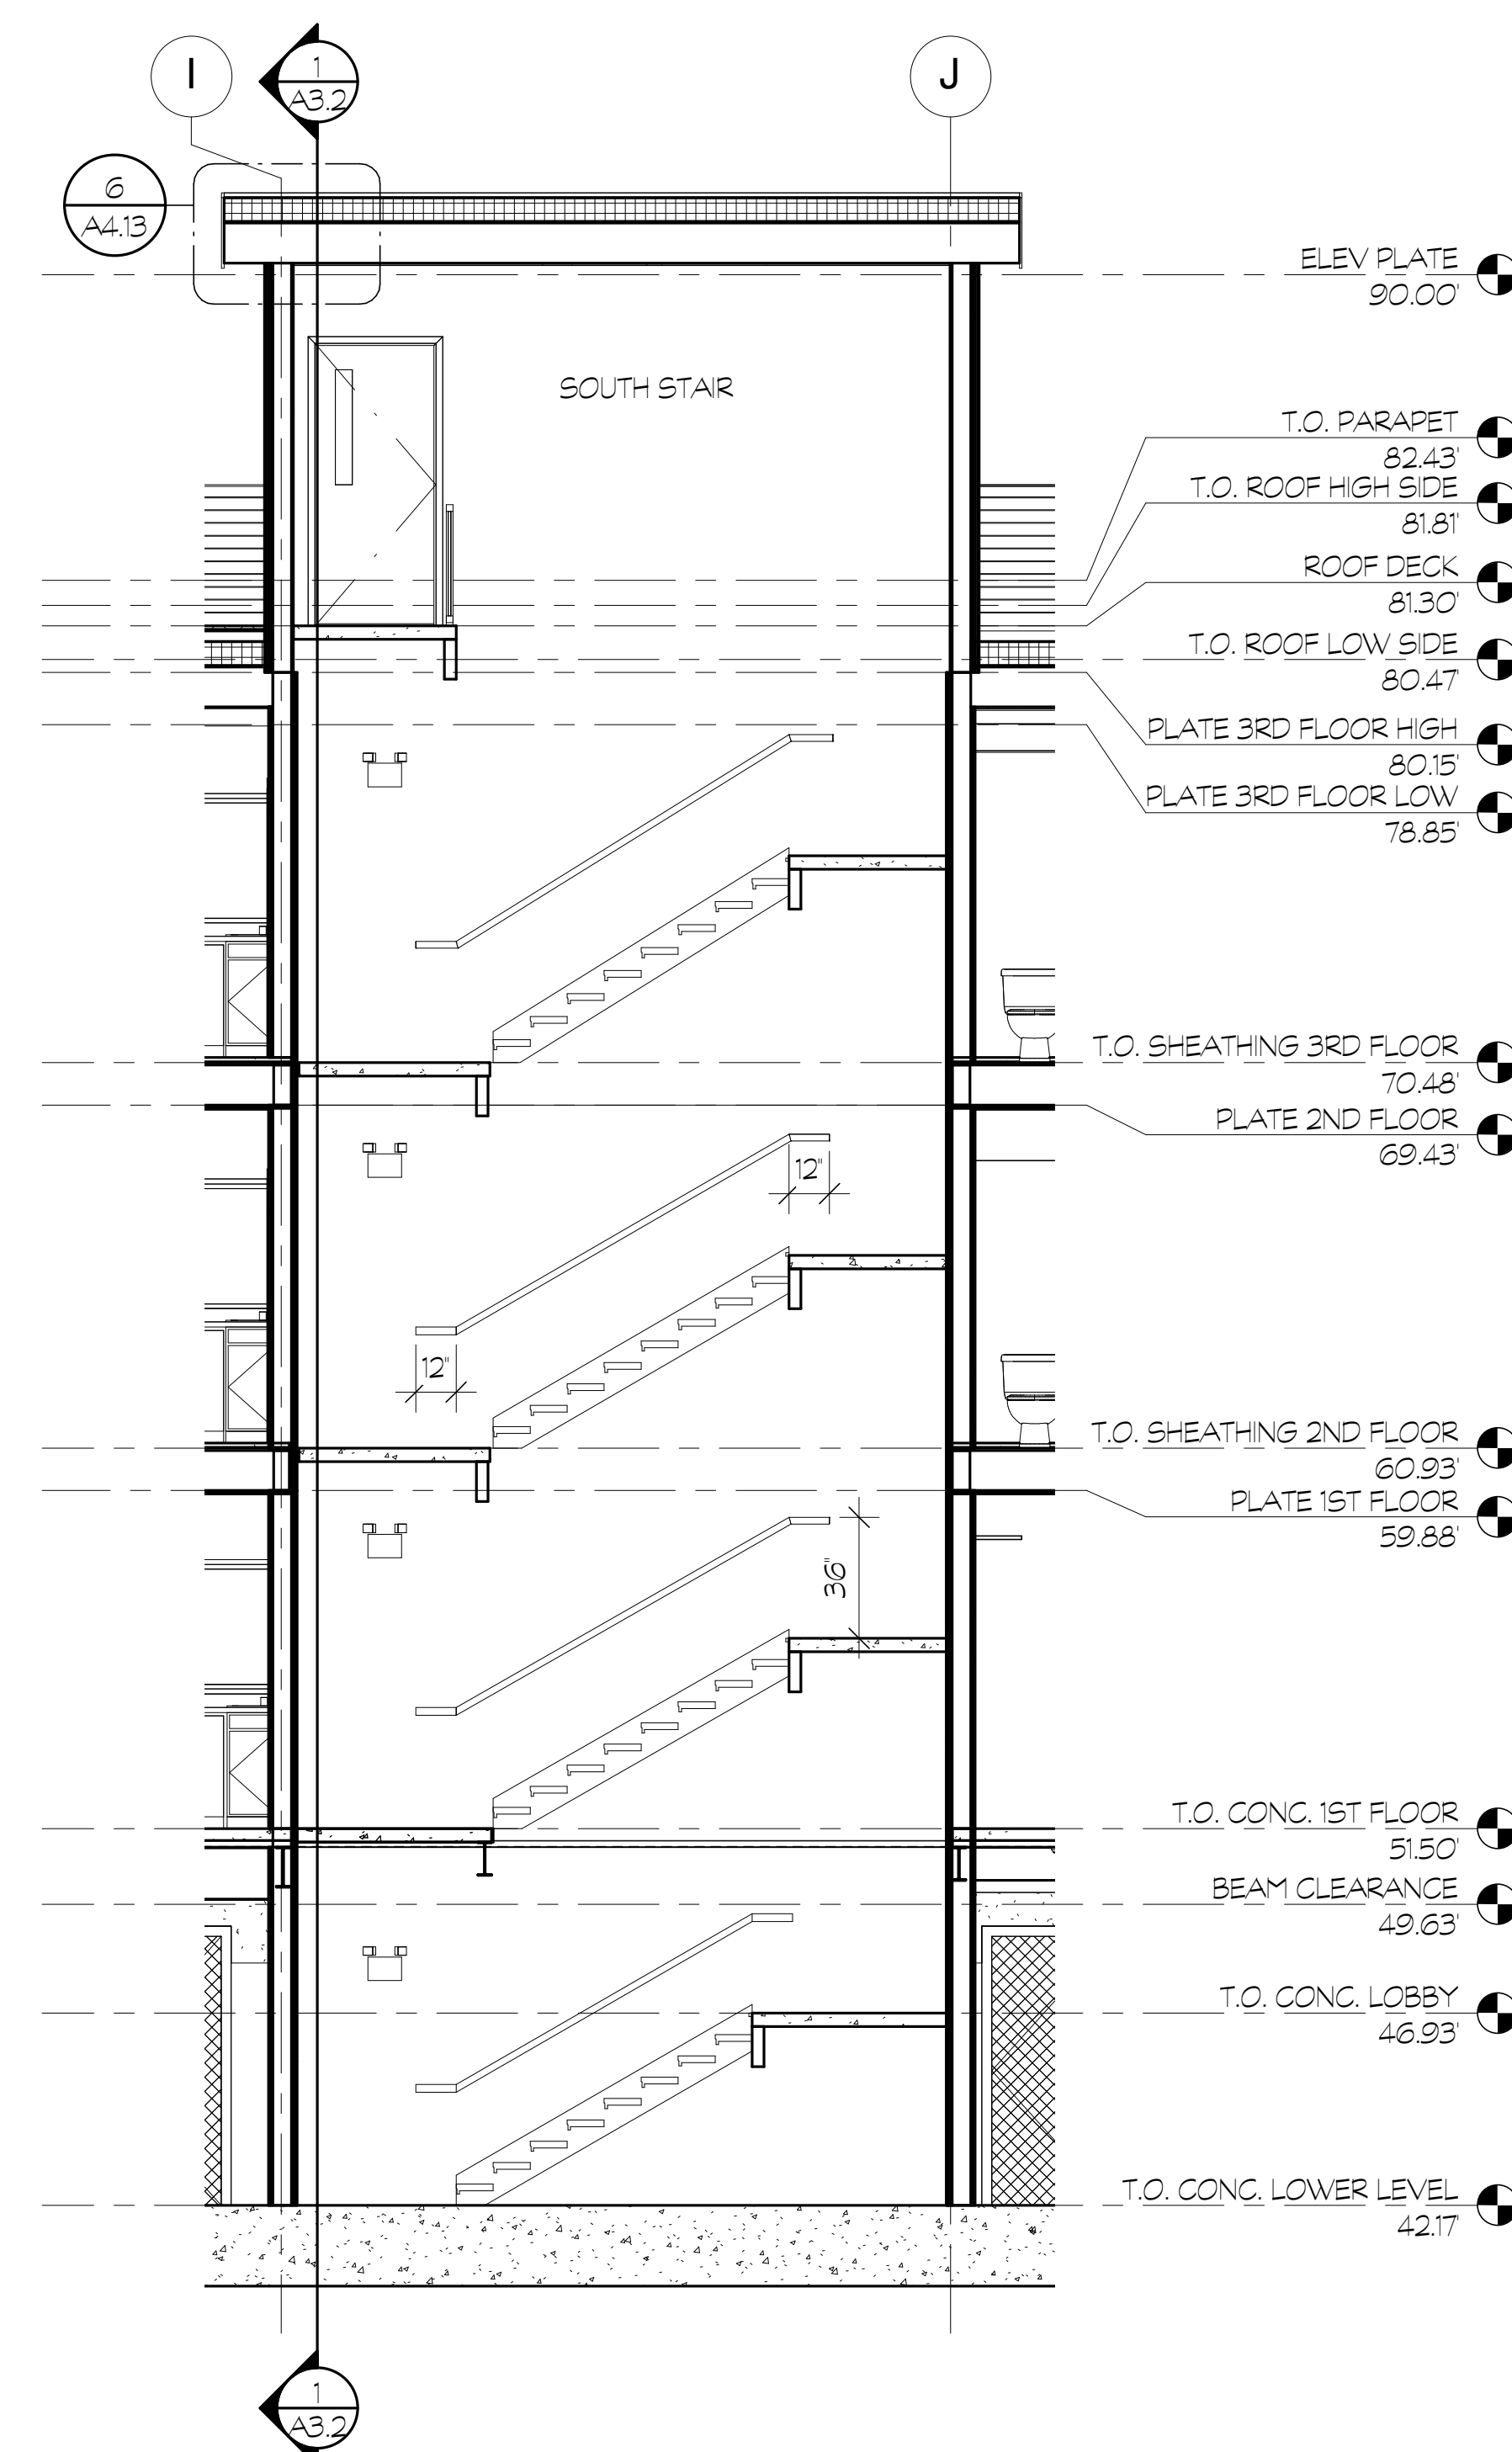 I
1
A3.2
J
6
A4.13
ELEV PLATE
90.00'
SOUTH STAIR
T.O. PARAPET
82.43'
T.O. ROOF HIGH SIDE
81.81'
ROOF DECK
81.30'
T.O. ROOF LOW SIDE
80.47'
PLATE 3RD FLOOR HIGH
80.15'
PLATE 3RD FLOOR LOW
78.85'
T.O. SHEATHING 3RD FLOOR
70.48'
PLATE 2ND FLOOR
69.43'
12"
12"
T.O. SHEATHING 2ND FLOOR
60.93'
PLATE 1ST FLOOR
59.88'
36"
T.O. CONC. 1ST FLOOR
51.50'
BEAM CLEARANCE
49.63'
T.O. CONC. LOBBY
46.93'
T.O. CONC. LOWER LEVEL
42.17'
1
A3.2